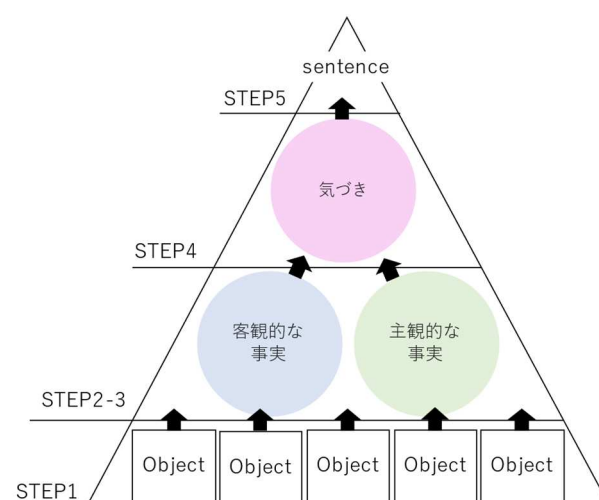 sentence
STEP5
気づき
STEP4
客観的な
事実
主観的な
事実
STEP2-3
Object
Object
Object
Object
Object
STEP1